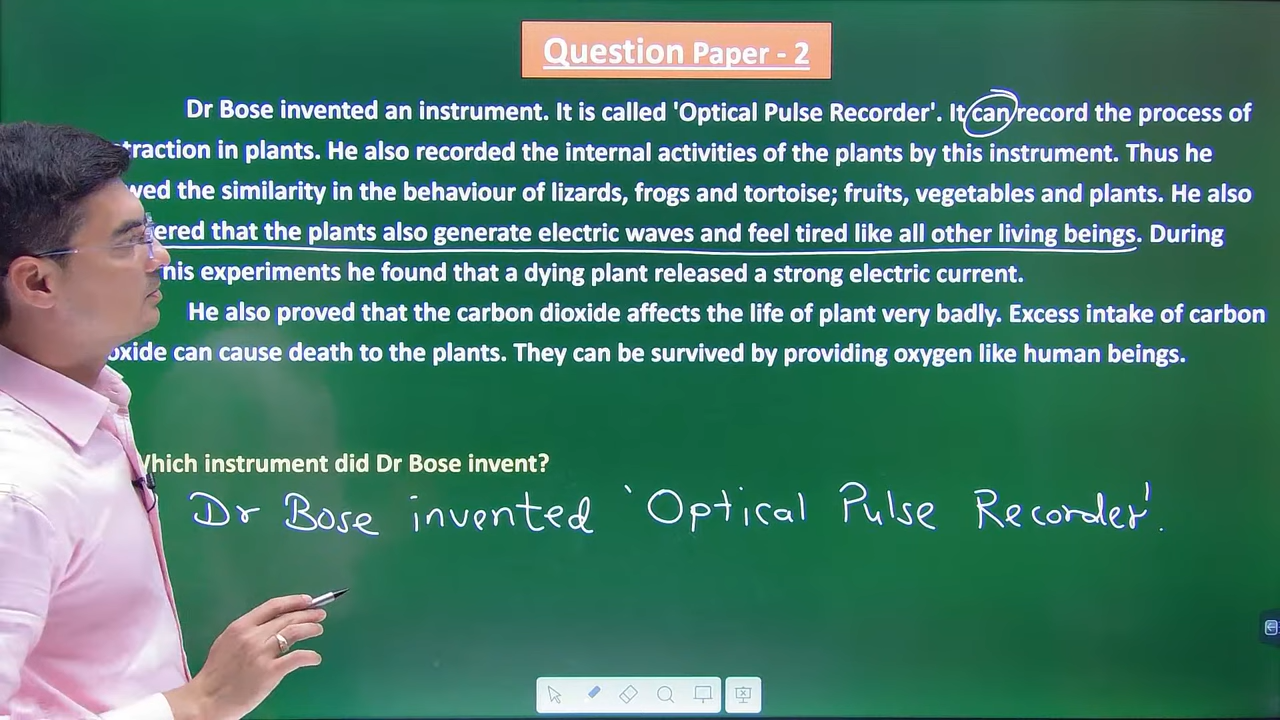 Question Paper - 2
Dr Bose invented an instrument. It is called 'Optical Pulse Recorder'. It can record the process of
in plants. He also recorded the internal activities of the plants by this instrument. Thus he
the similarity in the behaviour of lizards, frogs and tortoise; fruits, vegetables and plants. He also
that the plants also generate electric waves and feel tired like all other living beings. During
his experiments he found that a dying plant released a strong electric current.
He also proved that the carbon dioxide affects the life of plant very badly. Excess intake of carbon
can cause death to the plants. They can be survived by providing oxygen like human beings.
Which instrument did Dr Bose invent?
Dr Bose invented 'Optical Pulse Recorder'.